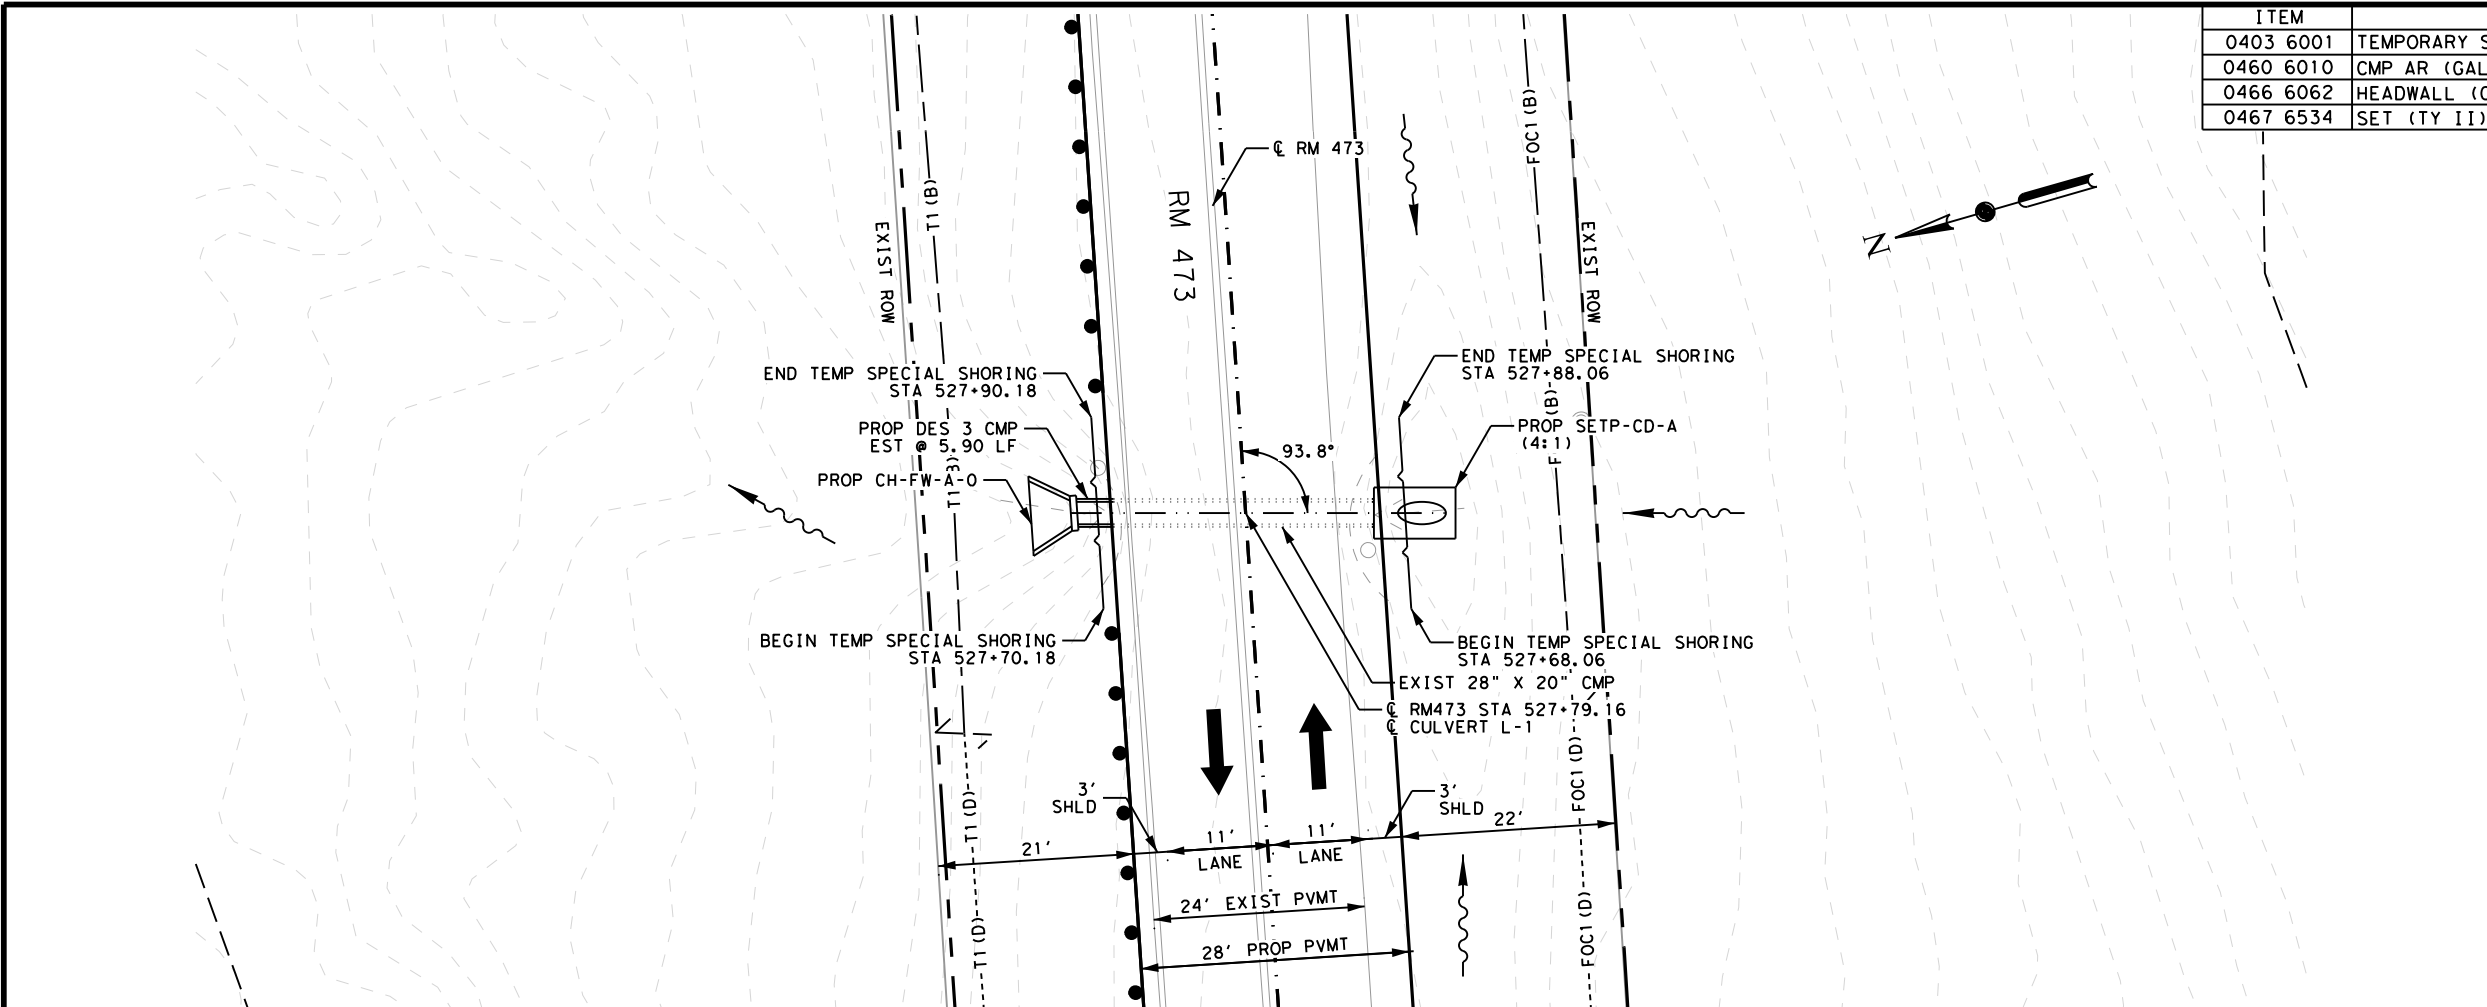 ITEM
0403 6001 TEMPORARY S
0460 6010 CMP AR (GAL
0466 6062 HEADWALL (C
0467 6534 SET (TY II)
FOC1(B)
℄ RM 473
T1(B)
RM 473
EXIST ROW
EXIST ROW
N
END TEMP SPECIAL SHORING
STA 527+90.18
END TEMP SPECIAL SHORING
STA 527+88.06
PROP DES 3 CMP
EST @ 5.90 LF
PROP CH-FW-A-0
T1(B)
93.8°
PROP SETP-CD-A
(4:1)
BEGIN TEMP SPECIAL SHORING
STA 527+70.18
BEGIN TEMP SPECIAL SHORING
STA 527+68.06
EXIST 28" X 20" CMP
℄ RM473 STA 527+79.16
℄ CULVERT L-1
3'
SHLD
3'
SHLD
T1(D)
FOC1(D)
21'
11'
LANE
11'
LANE
22'
24' EXIST PVMT
28' PROP PVMT
T1(D)
FOC1(D)